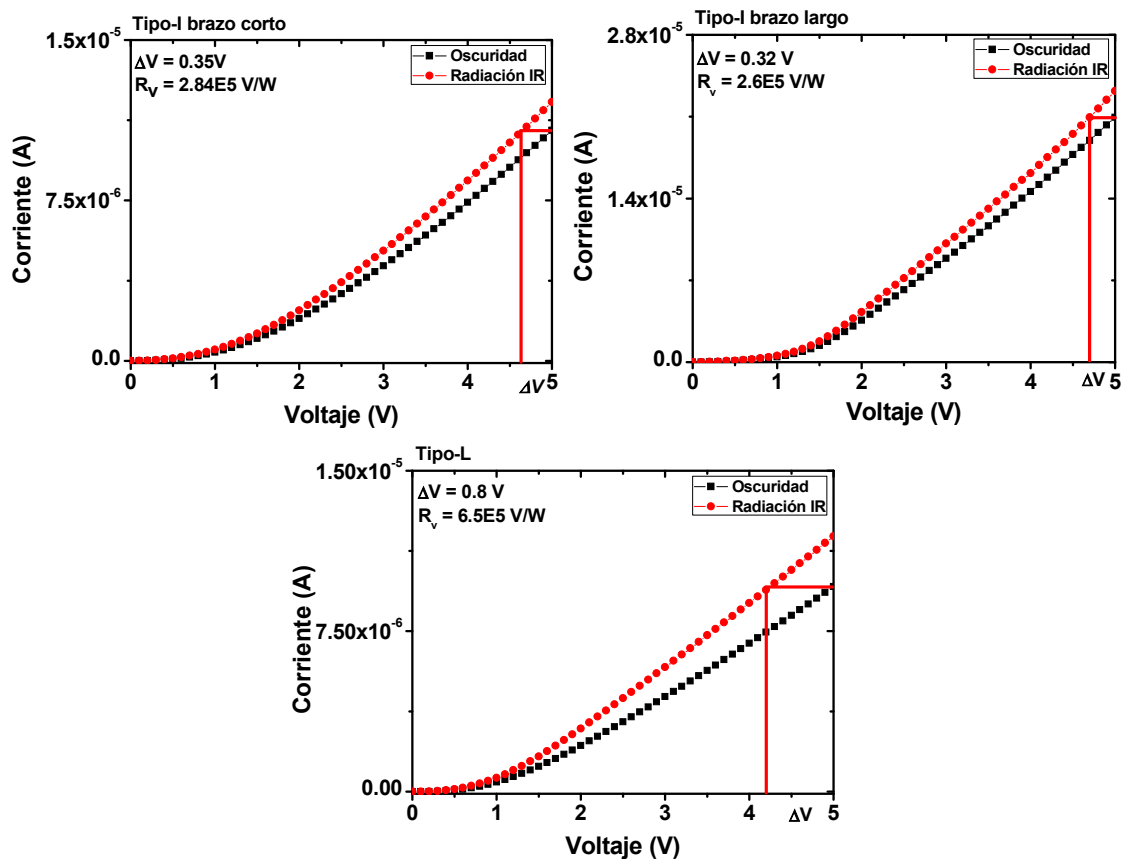 Tipo-I brazo corto
1.5x10⁻⁵
ΔV = 0.35V
R_V = 2.84E5 V/W
Oscuridad
Radiación IR
Corriente (A)
7.5x10⁻⁶
0.0
0 1 2 3 4 ΔV 5
Voltaje (V)
Tipo-I brazo largo
2.8x10⁻⁵
ΔV = 0.32 V
R_v = 2.6E5 V/W
Oscuridad
Radiación IR
Corriente (A)
1.4x10⁻⁵
0.0
0 1 2 3 4 ΔV 5
Voltaje (V)
Tipo-L
1.50x10⁻⁵
ΔV = 0.8 V
R_v = 6.5E5 V/W
Oscuridad
Radiación IR
Corriente (A)
7.50x10⁻⁶
0.00
0 1 2 3 4 ΔV 5
Voltaje (V)